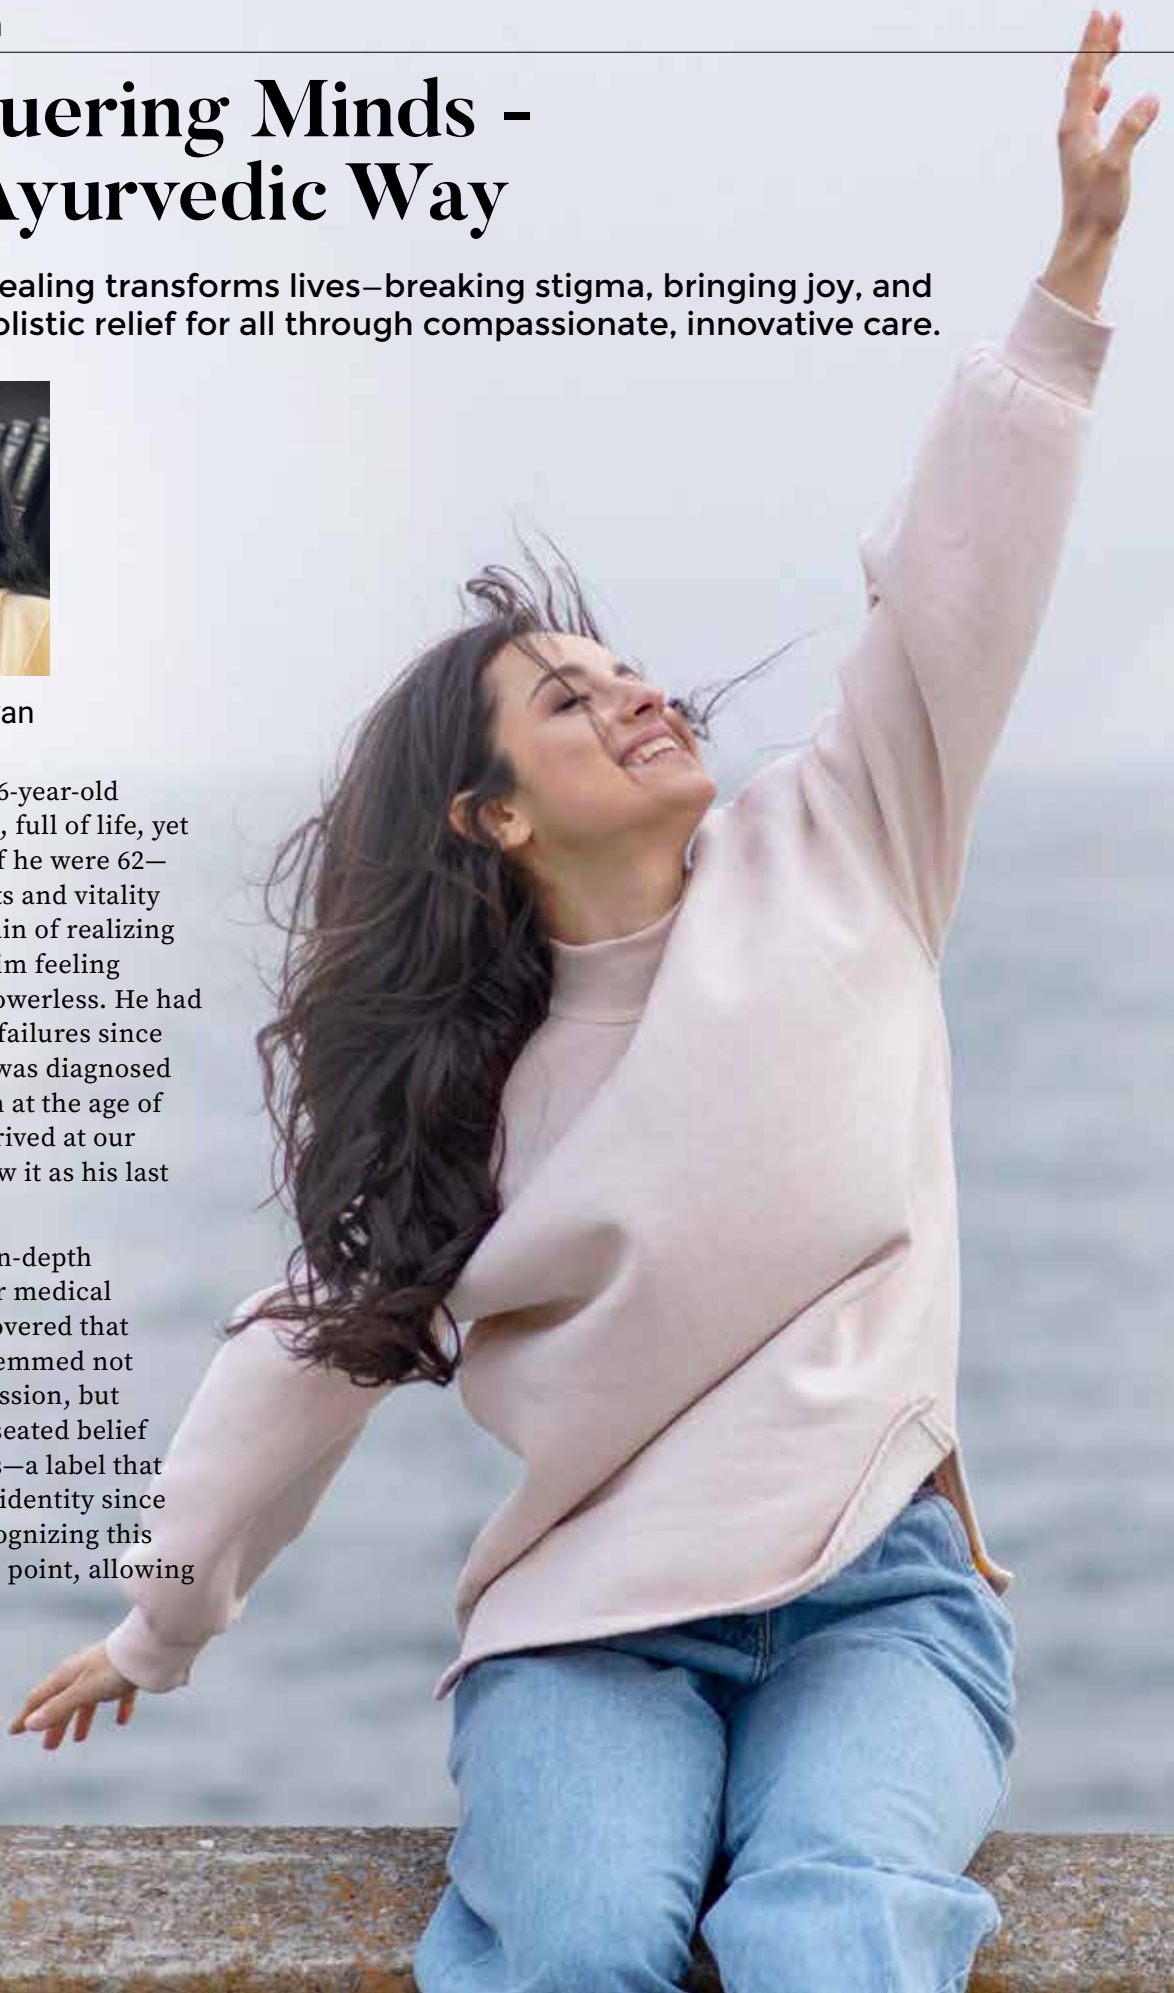 uering Minds -
Ayurvedic Way
ealing transforms lives—breaking stigma, bringing joy, and
olistic relief for all through compassionate, innovative care.
an
6-year-old
, full of life, yet
f he were 62—
ts and vitality
in of realizing
im feeling
owerless. He had
failures since
was diagnosed
at the age of
rived at our
w it as his last
n-depth
r medical
overed that
emmed not
ssion, but
seated belief
s—a label that
identity since
ognizing this
point, allowing